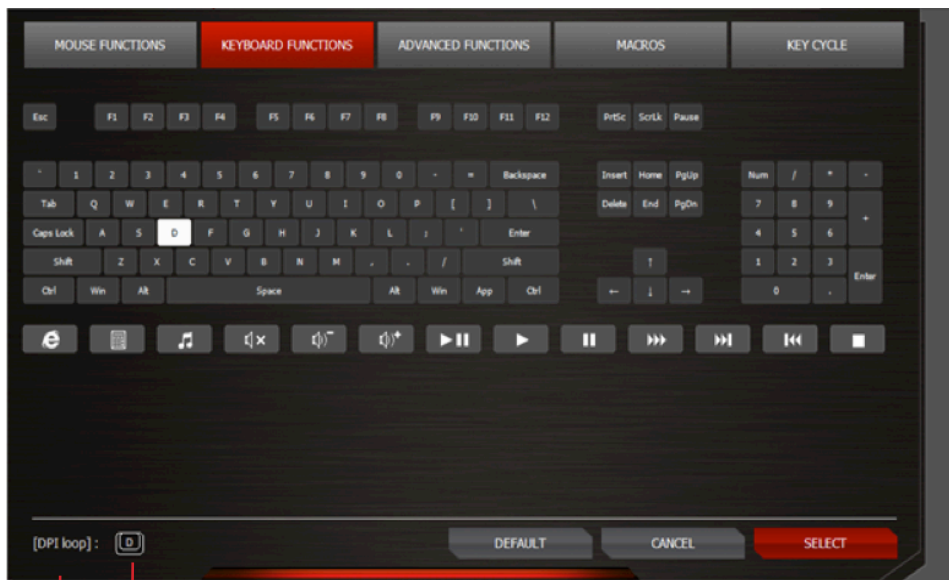 MOUSE FUNCTIONS KEYBOARD FUNCTIONS ADVANCED FUNCTIONS MACROS KEY CYCLE
Esc F1 F2 F3 F4 F5 F6 F7 F8 F9 F10 F11 F12 PrtSc ScrLk Pause
` 1 2 3 4 5 6 7 8 9 0 - = Backspace Insert Home PgUp Num / * -
Tab Q W E R T Y U I O P [ ] \ Delete End PgDn 7 8 9 +
Caps Lock A S D F G H J K L ; ' Enter 4 5 6
Shift Z X C V B N M , . / Shift ↑ 1 2 3 Enter
Ctrl Win Alt Space Alt Win App Ctrl ← ↓ → 0 .
[DPI loop] : D DEFAULT CANCEL SELECT